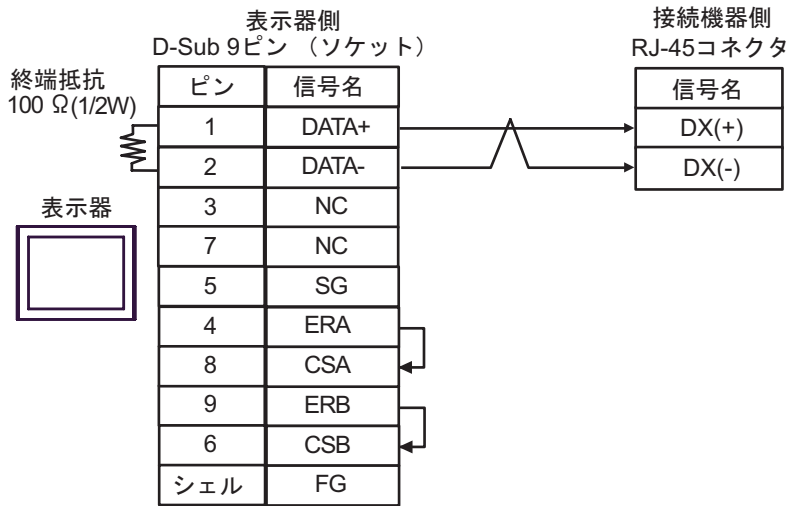 表示器側
D-Sub 9ピン （ソケット）
接続機器側
RJ-45コネクタ
終端抵抗
100 Ω(1/2W)
表示器
ピン 信号名
1 DATA+
2 DATA-
3 NC
7 NC
5 SG
4 ERA
8 CSA
9 ERB
6 CSB
シェル FG
信号名
DX(+)
DX(-)